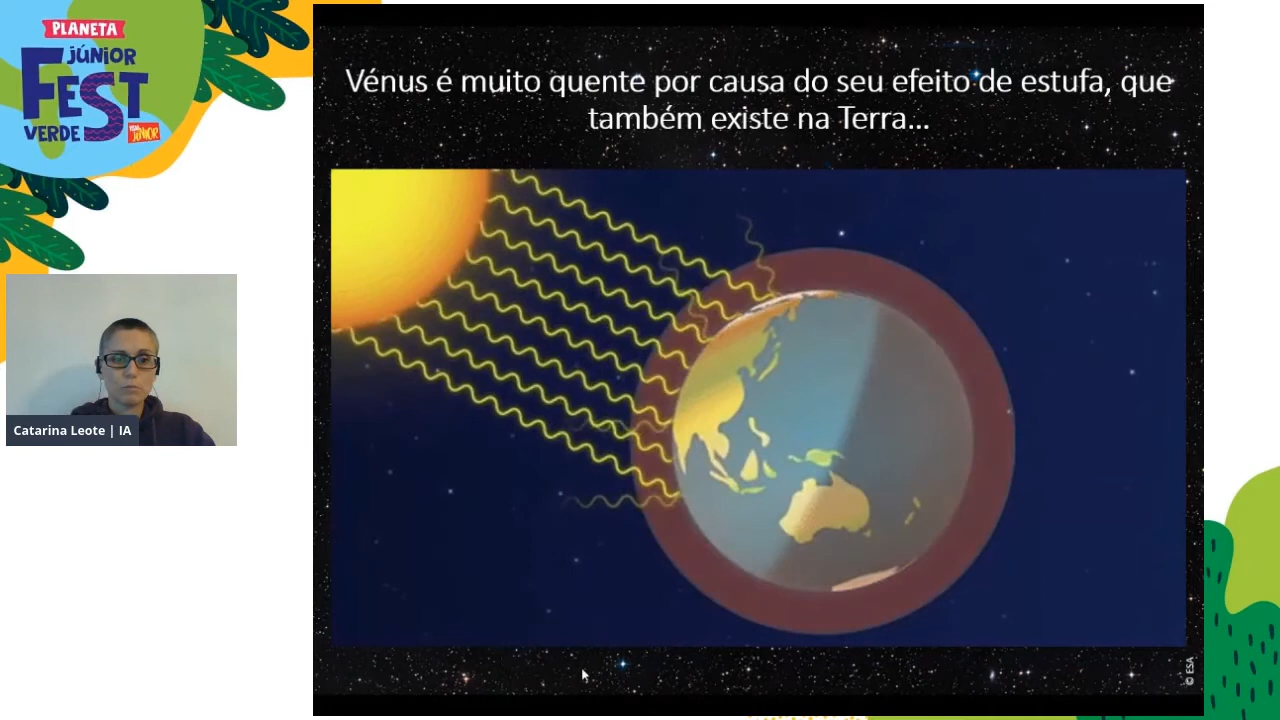 PLANETA
JÚNIOR
FEST
VERDE
JÚNIOR
Vénus é muito quente por causa do seu efeito de estufa, que
também existe na Terra...
Catarina Leote | IA
© ESA